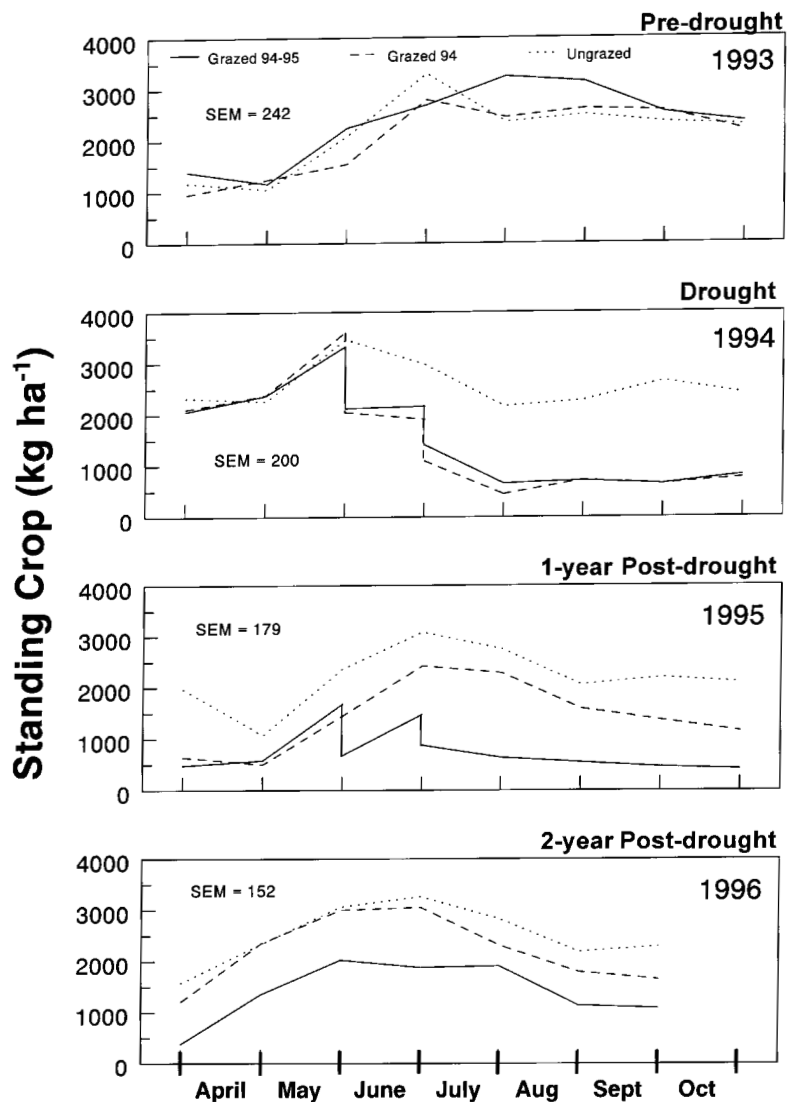 Pre-drought
4000
3000
2000
1000
0
Grazed 94-95
Grazed 94
Ungrazed
1993
SEM = 242
Drought
4000
3000
2000
1000
0
1994
SEM = 200
Standing Crop (kg ha⁻¹)
1-year Post-drought
4000
3000
2000
1000
0
SEM = 179
1995
2-year Post-drought
4000
3000
2000
1000
0
SEM = 152
1996
April May June July Aug Sept Oct